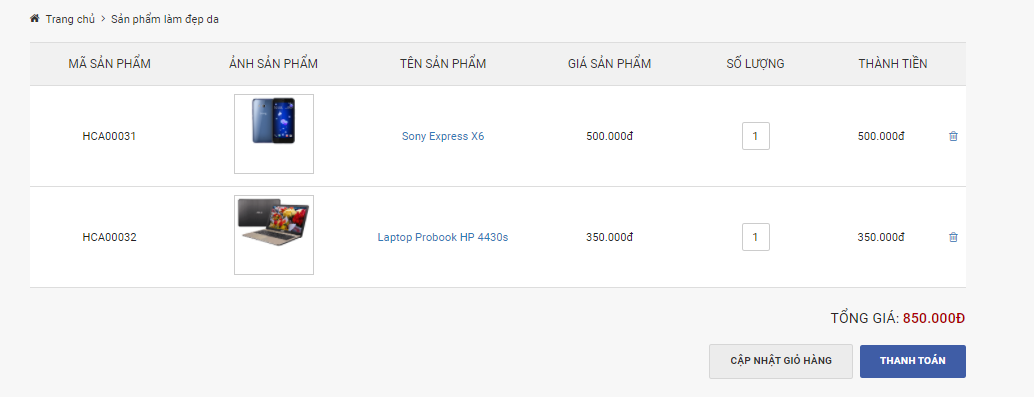 Trang chủ > Sản phẩm làm đẹp da
MÃ SẢN PHẨM ẢNH SẢN PHẨM TÊN SẢN PHẨM GIÁ SẢN PHẨM SỐ LƯỢNG THÀNH TIỀN
HCA00031 Sony Express X6 500.000đ 1 500.000đ
HCA00032 Laptop Probook HP 4430s 350.000đ 1 350.000đ
TỔNG GIÁ: 850.000Đ
CẬP NHẬT GIỎ HÀNG THANH TOÁN